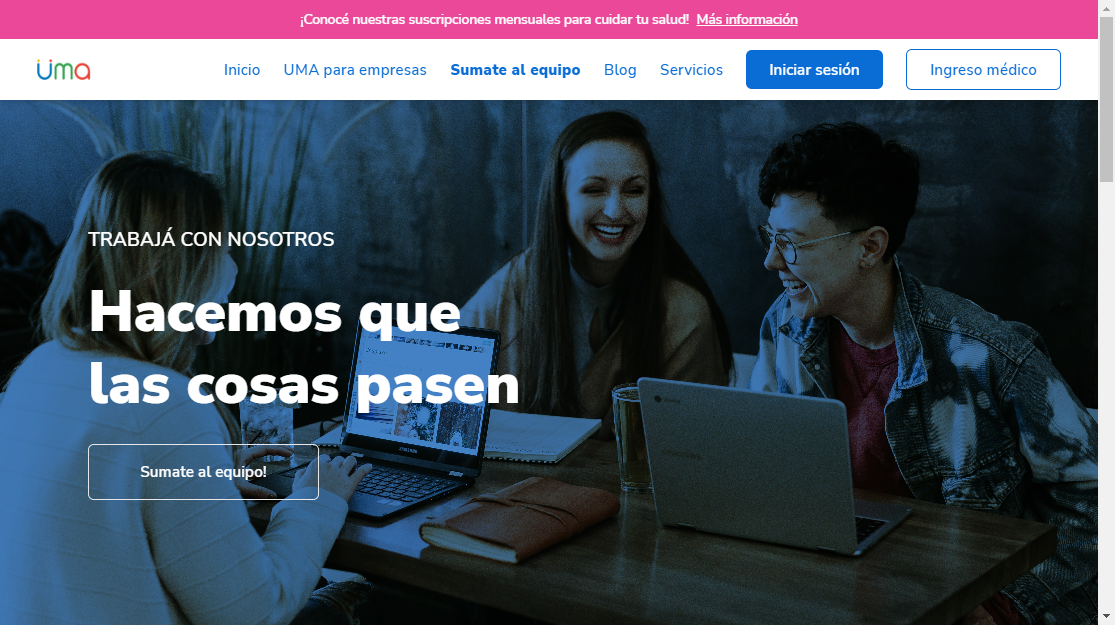 ¡Conocé nuestras suscripciones mensuales para cuidar tu salud! Más información
UMA
Inicio
UMA para empresas
Sumate al equipo
Blog
Servicios
Iniciar sesión
Ingreso médico
TRABAJÁ CON NOSOTROS
Hacemos que
las cosas pasen
Sumate al equipo!